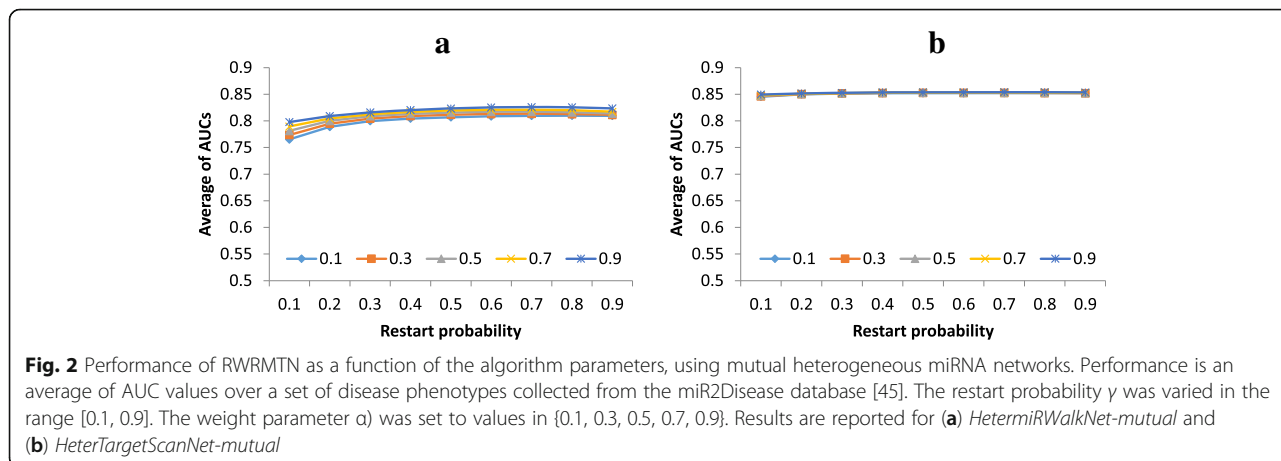 a
0.9
0.85
0.8
0.75
0.7
0.65
0.6
0.55
0.5
Average of AUCs
0.1 0.3 0.5 0.7 0.9
0.1 0.2 0.3 0.4 0.5 0.6 0.7 0.8 0.9
Restart probability
b
0.9
0.85
0.8
0.75
0.7
0.65
0.6
0.55
0.5
Average of AUCs
0.1 0.3 0.5 0.7 0.9
0.1 0.2 0.3 0.4 0.5 0.6 0.7 0.8 0.9
Restart probability
Fig. 2 Performance of RWRMTN as a function of the algorithm parameters, using mutual heterogeneous miRNA networks. Performance is an
average of AUC values over a set of disease phenotypes collected from the miR2Disease database [45]. The restart probability γ was varied in the
range [0.1, 0.9]. The weight parameter α) was set to values in {0.1, 0.3, 0.5, 0.7, 0.9}. Results are reported for (a) HetermiRWalkNet-mutual and
(b) HeterTargetScanNet-mutual